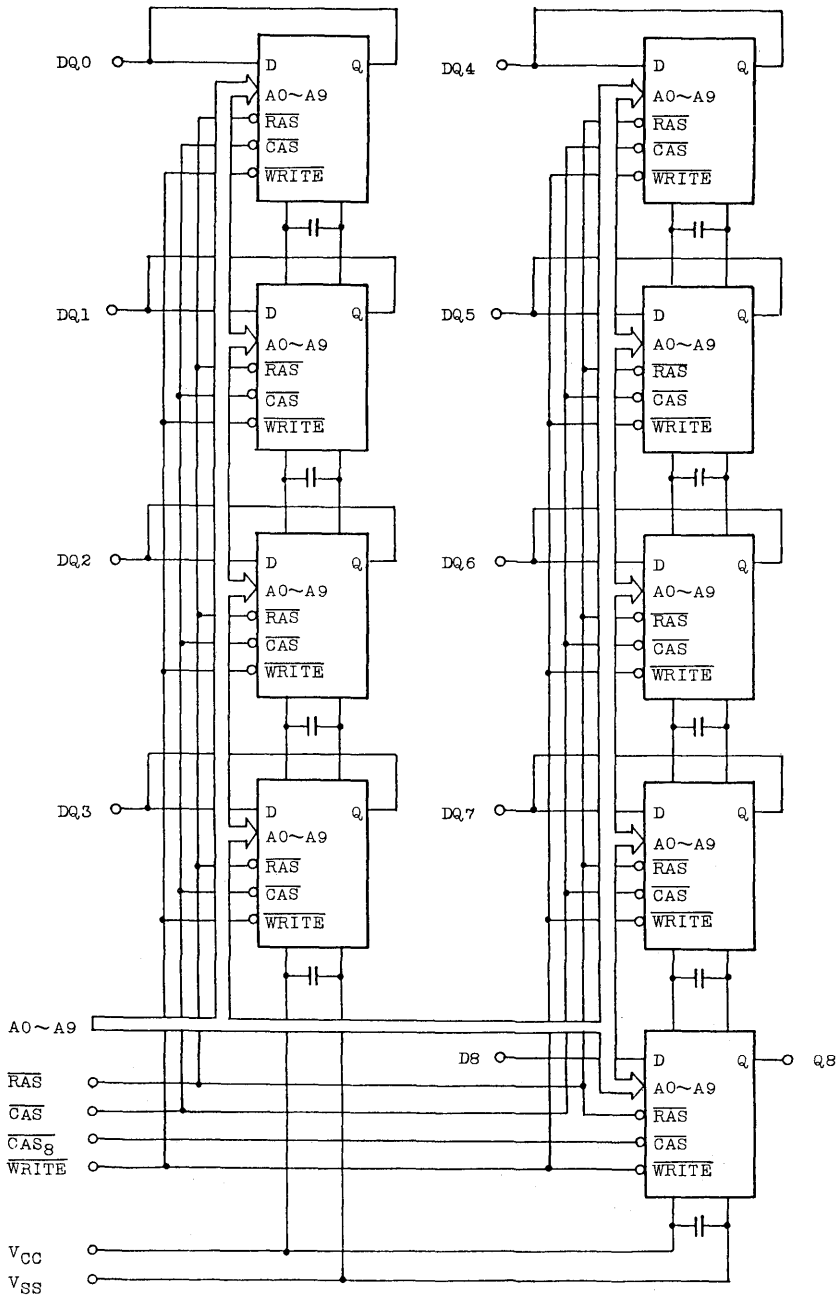 DQ0 D Q
A0~A9
RAS
CAS
WRITE
DQ4 D Q
A0~A9
RAS
CAS
WRITE
DQ1 D Q
A0~A9
RAS
CAS
WRITE
DQ5 D Q
A0~A9
RAS
CAS
WRITE
DQ2 D Q
A0~A9
RAS
CAS
WRITE
DQ6 D Q
A0~A9
RAS
CAS
WRITE
DQ3 D Q
A0~A9
RAS
CAS
WRITE
DQ7 D Q
A0~A9
RAS
CAS
WRITE
A0~A9
RAS
CAS
CAS8
WRITE
D8 D Q Q8
A0~A9
RAS
CAS
WRITE
VCC
VSS